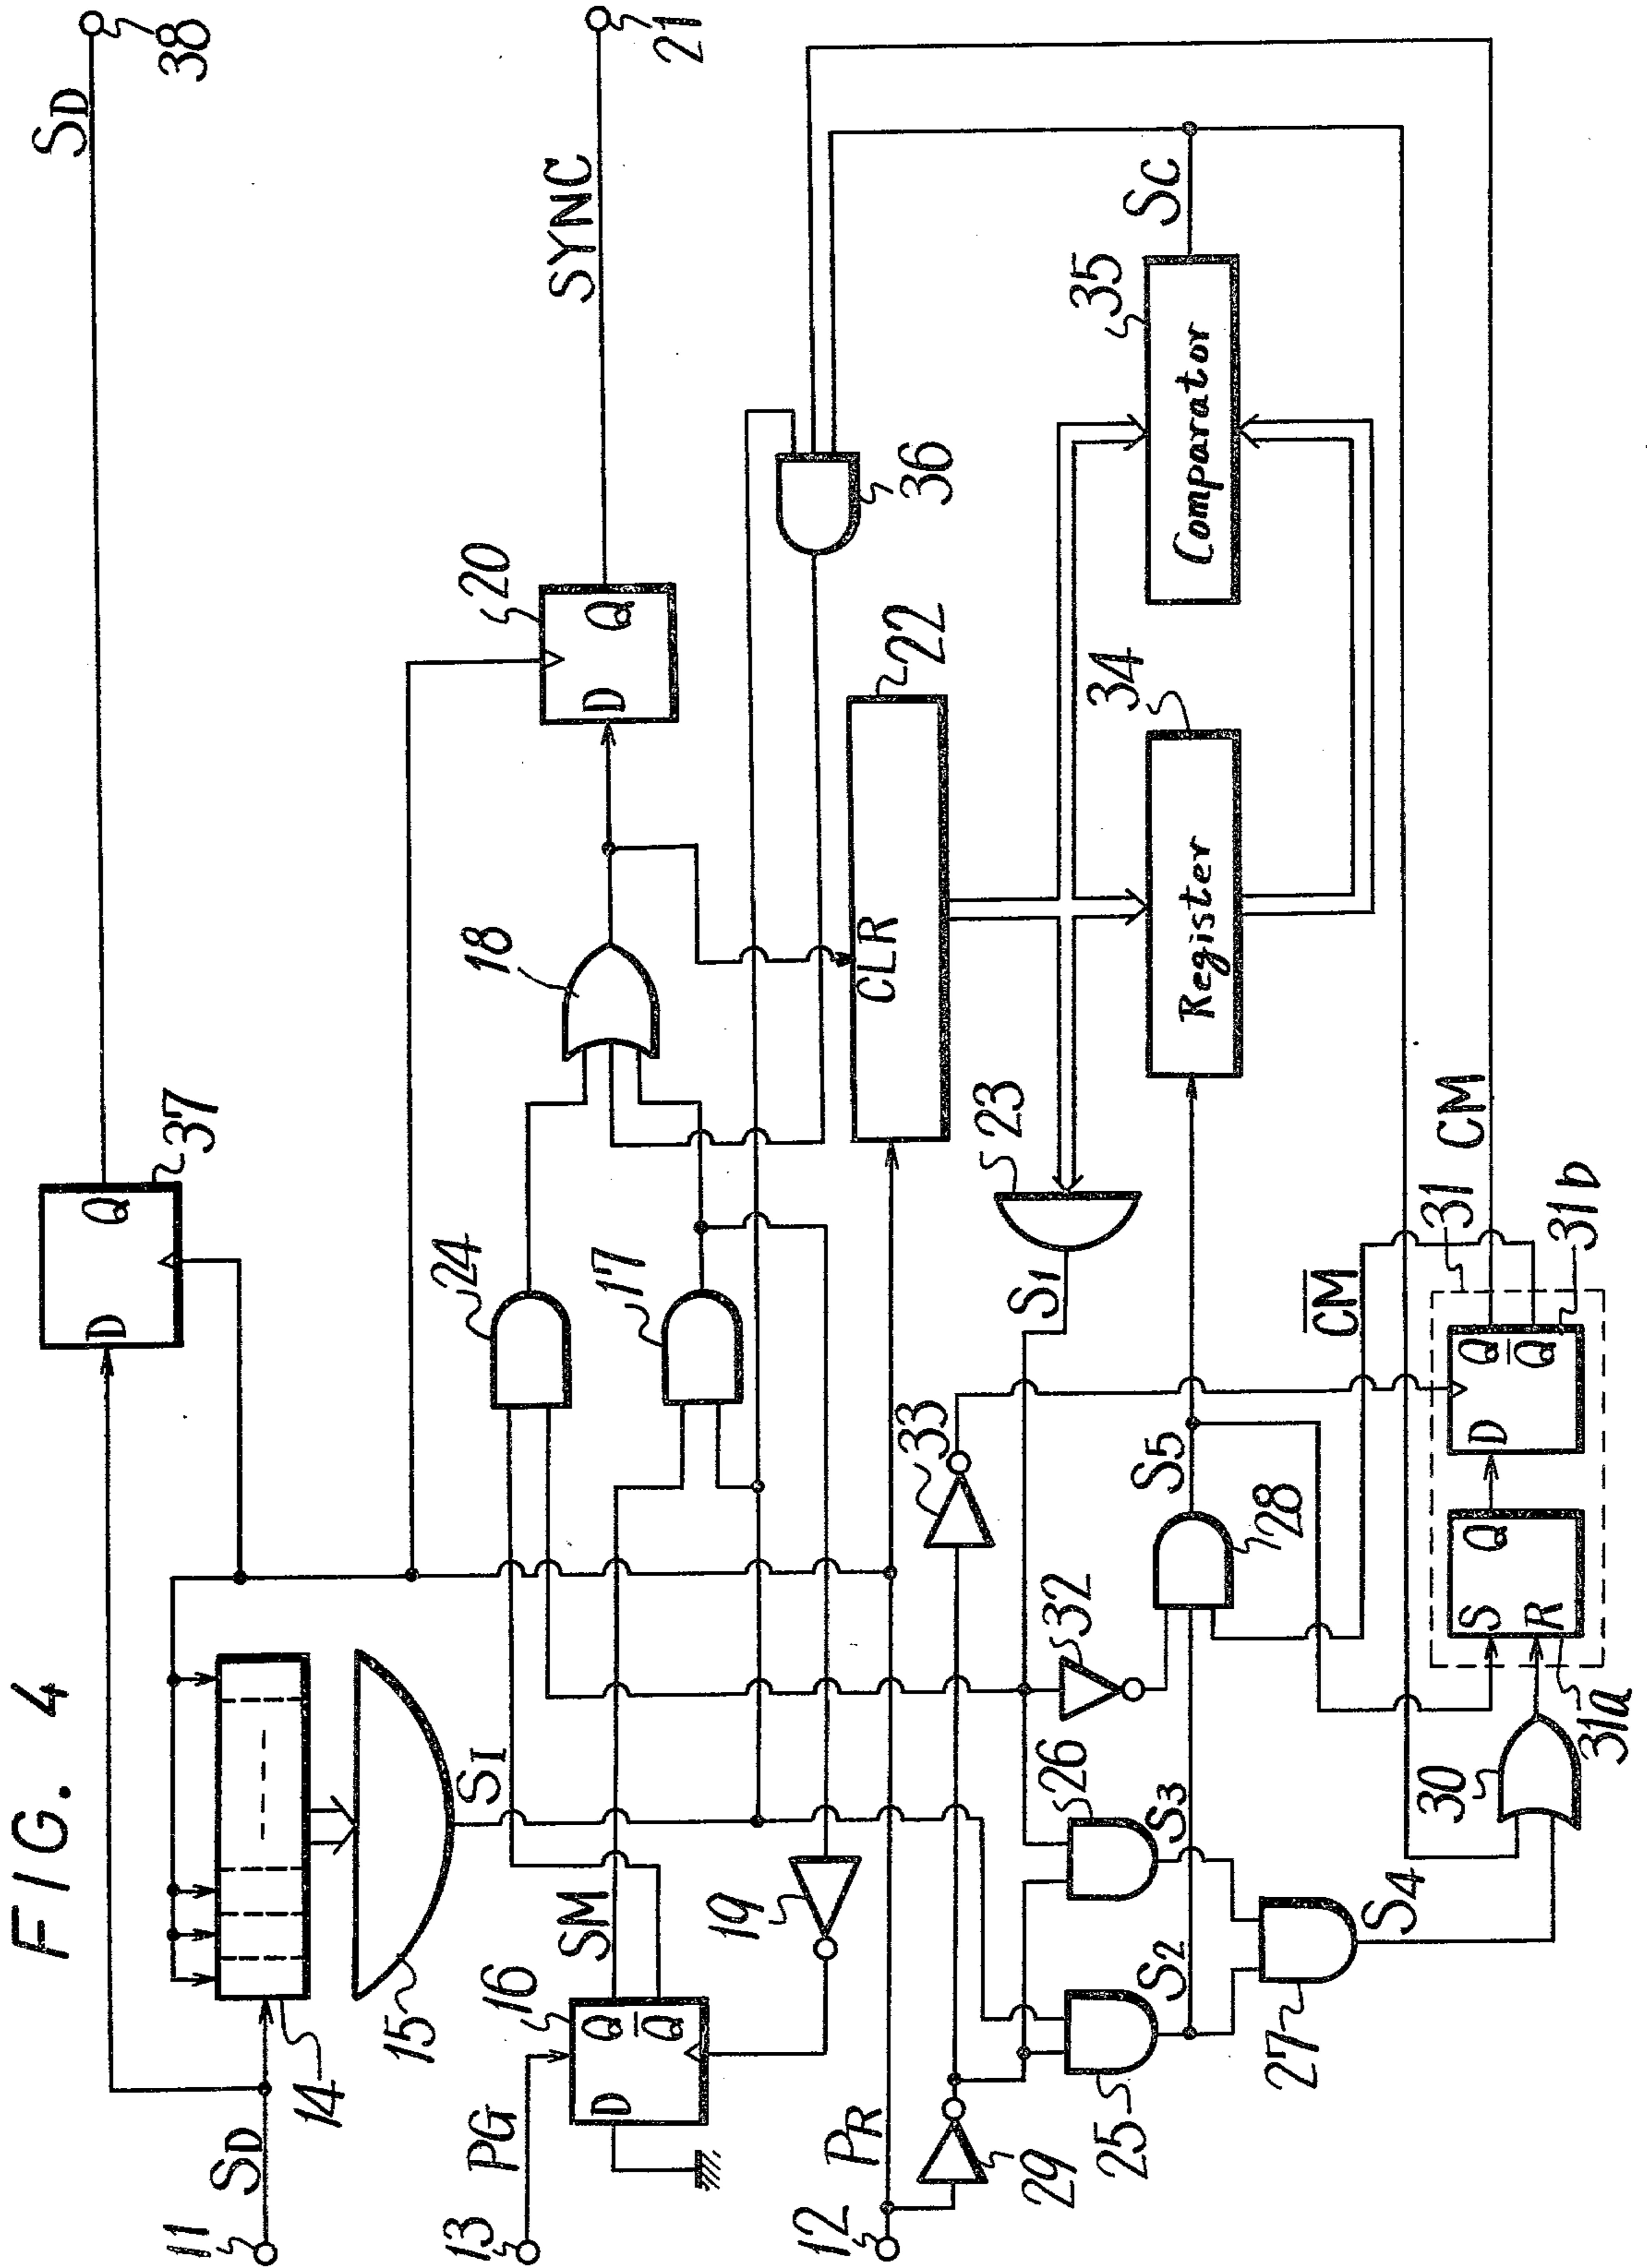 FIG. 4
11
SD
14
15
SI
37
D
Q
SD
38
13
PG
16
D
Q
Q̅
SM
19
24
17
18
20
D
Q
SYNC
21
12
PR
29
33
CLR
22
36
23
S1
32
26
25
S2
S3
27
S4
28
S5
34
Register
35
Comparator
SC
30
31a
S
R
Q
31
D
Q
Q̅
31b
CM
C̅M̅